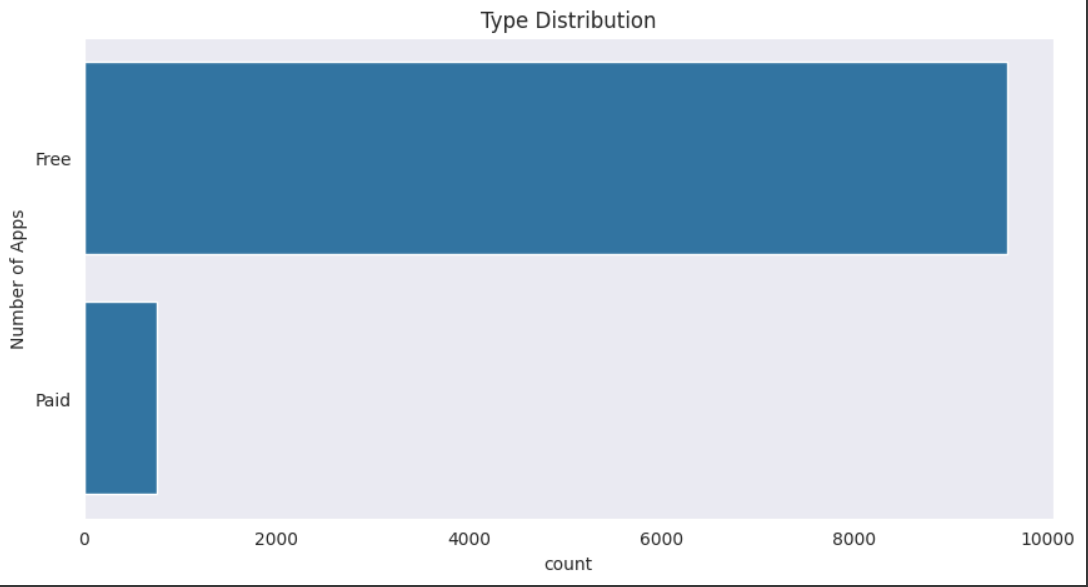 Type Distribution
Free
Number of Apps
Paid
0 2000 4000 6000 8000 10000
count